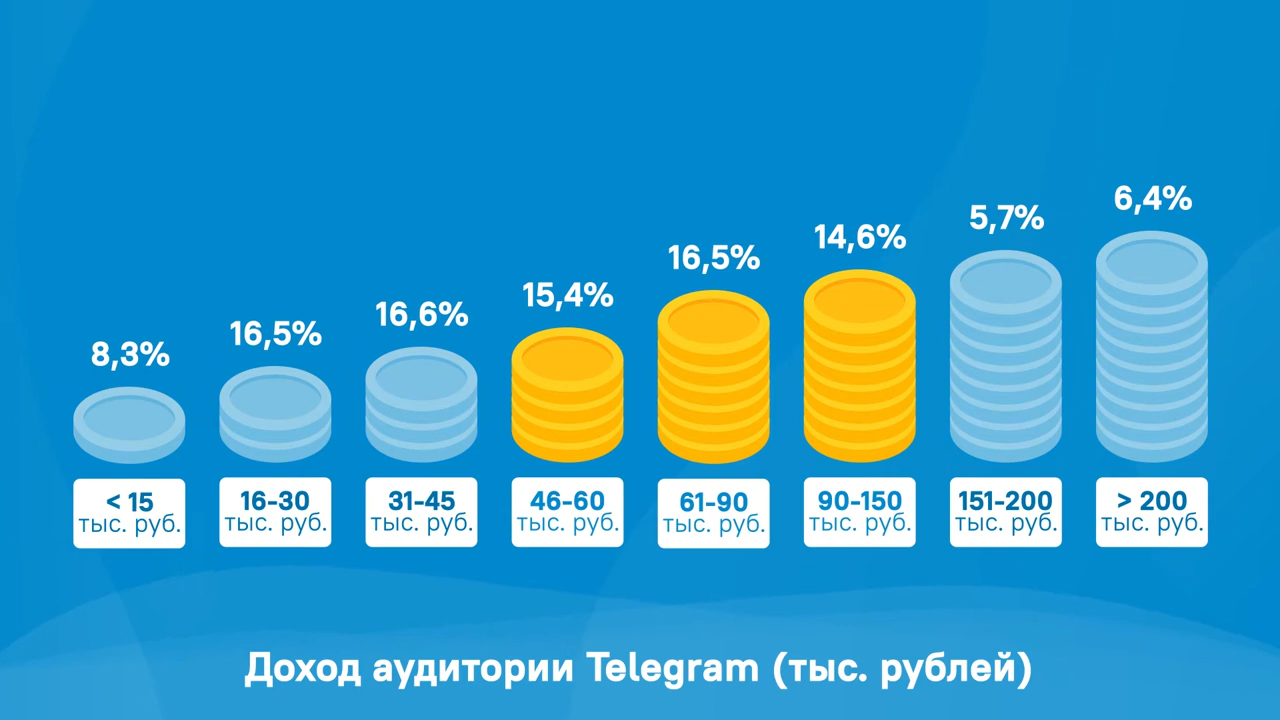 8,3%
16,5%
16,6%
15,4%
16,5%
14,6%
5,7%
6,4%
< 15
тыс. руб.
16-30
тыс. руб.
31-45
тыс. руб.
46-60
тыс. руб.
61-90
тыс. руб.
90-150
тыс. руб.
151-200
тыс. руб.
> 200
тыс. руб.
Доход аудитории Telegram (тыс. рублей)